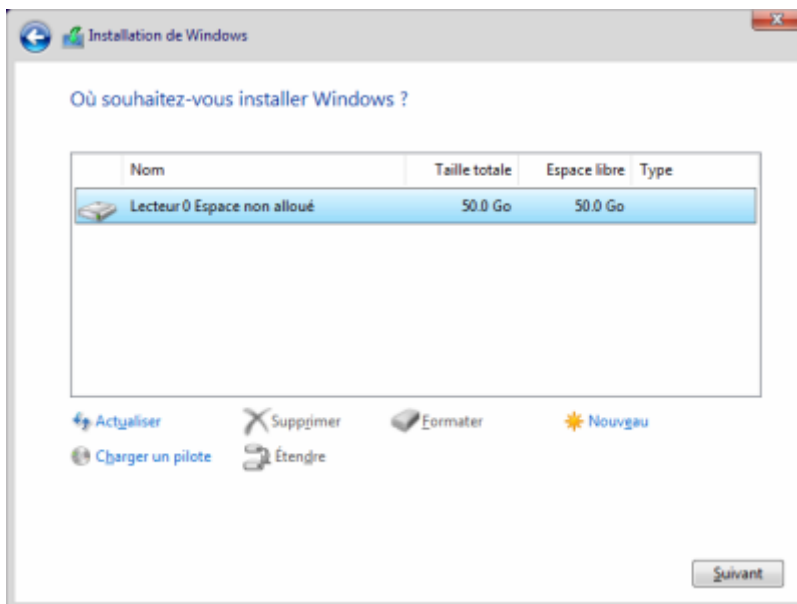 Installation de Windows
Où souhaitez-vous installer Windows ?
Nom Taille totale Espace libre Type
Lecteur 0 Espace non alloué 50.0 Go 50.0 Go
Actualiser Supprimer Formater Nouveau
Charger un pilote Étendre
Suivant